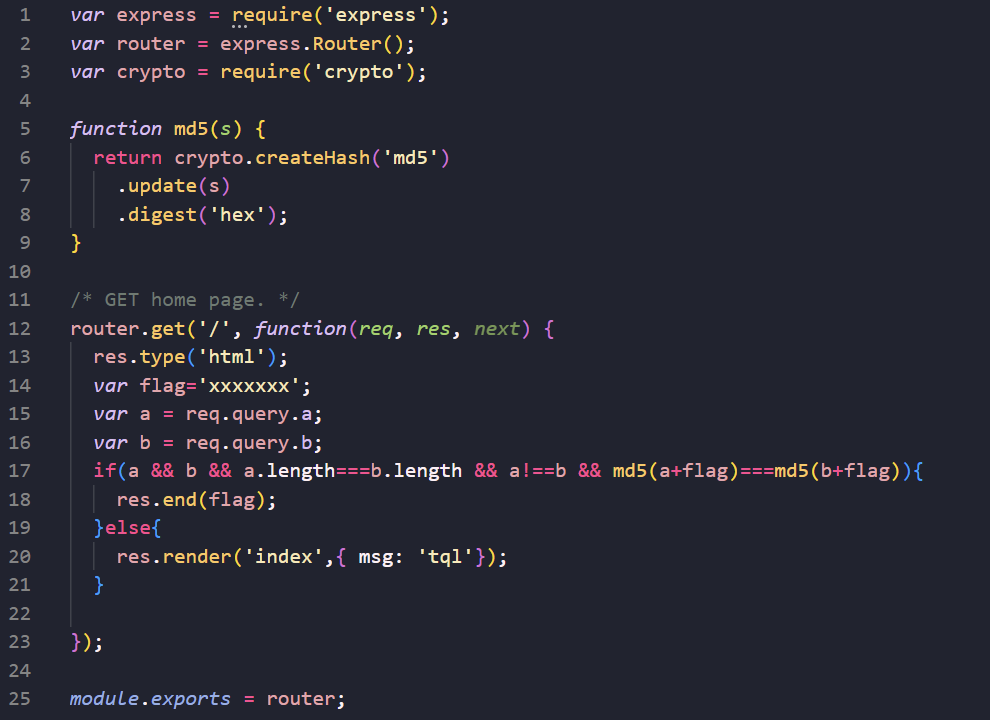 1 var express = require('express');
2 var router = express.Router();
3 var crypto = require('crypto');
4
5 function md5(s) {
6   return crypto.createHash('md5')
7     .update(s)
8     .digest('hex');
9 }
10
11 /* GET home page. */
12 router.get('/', function(req, res, next) {
13   res.type('html');
14   var flag='xxxxxxx';
15   var a = req.query.a;
16   var b = req.query.b;
17   if(a && b && a.length===b.length && a!==b && md5(a+flag)===md5(b+flag)){
18     res.end(flag);
19   }else{
20     res.render('index',{ msg: 'tql'});
21   }
22
23 });
24
25 module.exports = router;